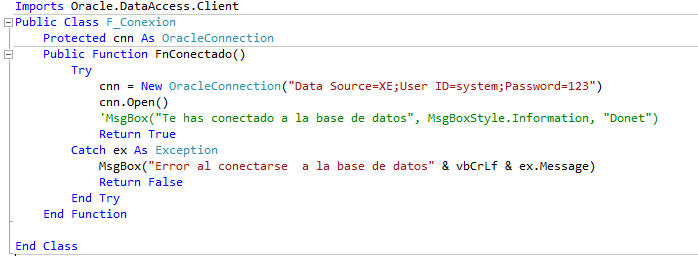 Imports Oracle.DataAccess.Client
Public Class F_Conexion
    Protected cnn As OracleConnection
    Public Function FnConectado()
        Try
            cnn = New OracleConnection("Data Source=XE;User ID=system;Password=123")
            cnn.Open()
            'MsgBox("Te has conectado a la base de datos", MsgBoxStyle.Information, "Donet")
            Return True
        Catch ex As Exception
            MsgBox("Error al conectarse  a la base de datos" & vbCrLf & ex.Message)
            Return False
        End Try
    End Function
End Class